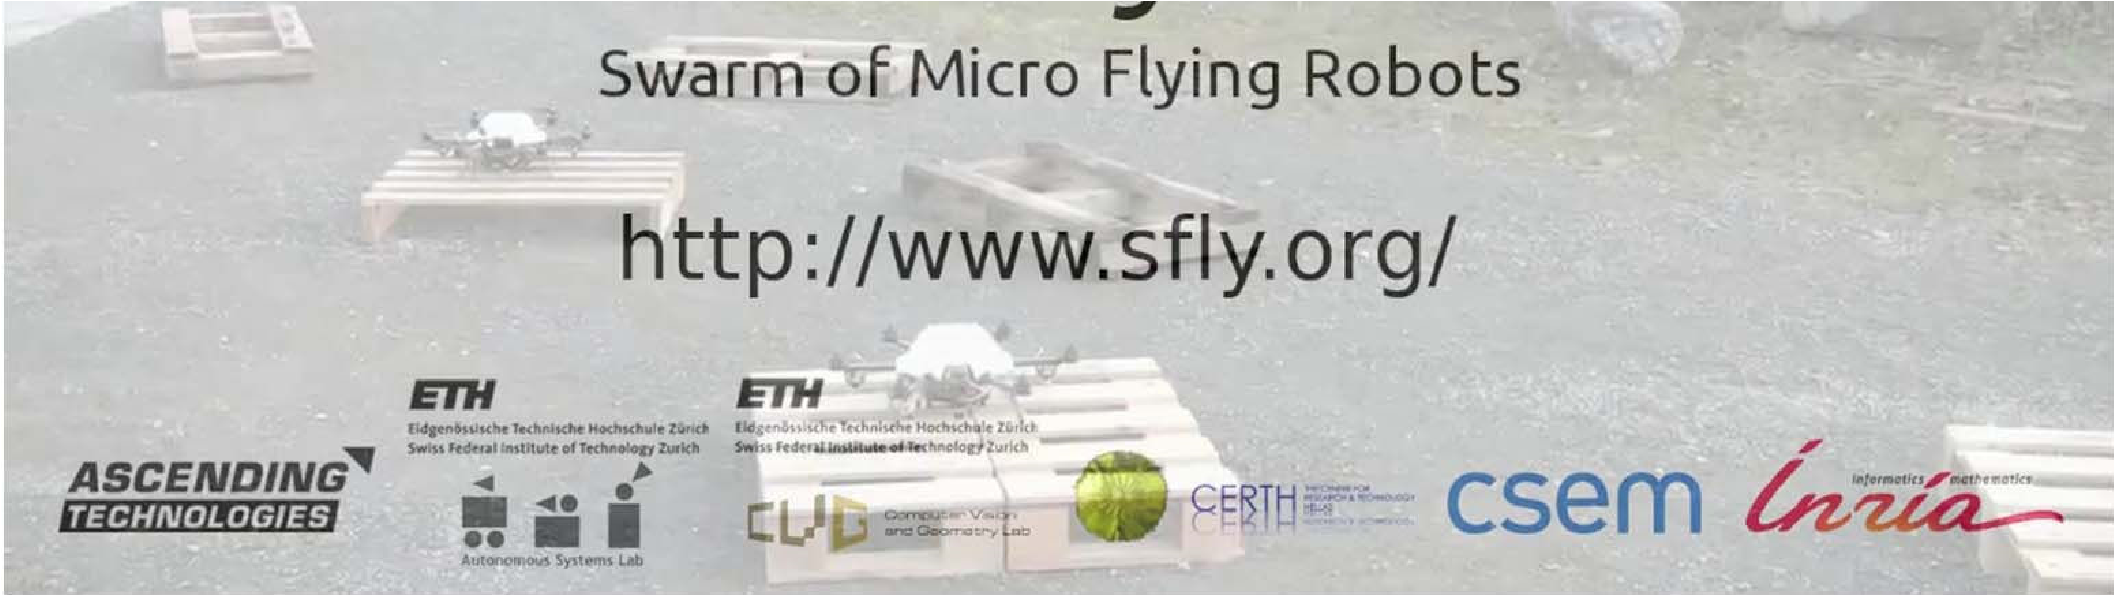 Swarm of Micro Flying Robots
http://www.sfly.org/
ASCENDING
TECHNOLOGIES
ETH
Eidgenössische Technische Hochschule Zürich
Swiss Federal Institute of Technology Zurich
Autonomous Systems Lab
ETH
Eidgenössische Technische Hochschule Zürich
Swiss Federal Institute of Technology Zurich
CVG
Computer Vision
and Geometry Lab
CERTH
RESEARCH & TECHNOLOGY
csem
informatics mathematics
Inria